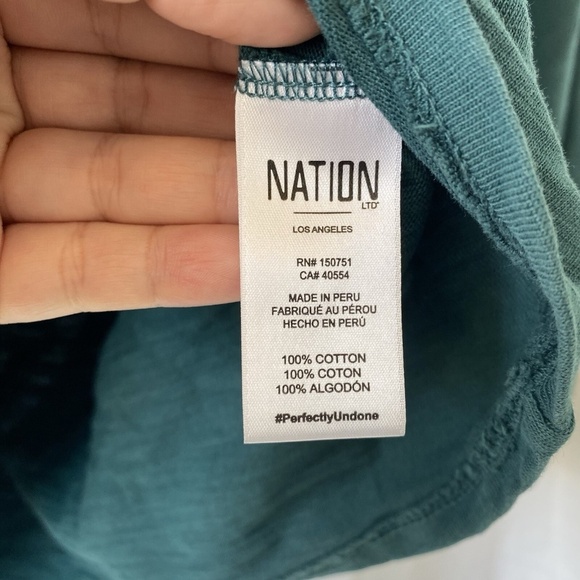 NATION
LTD
LOS ANGELES
RN# 150751
CA# 40554
MADE IN PERU
FABRIQUÉ AU PÉROU
HECHO EN PERÚ
100% COTTON
100% COTON
100% ALGODÓN
#PerfectlyUndone